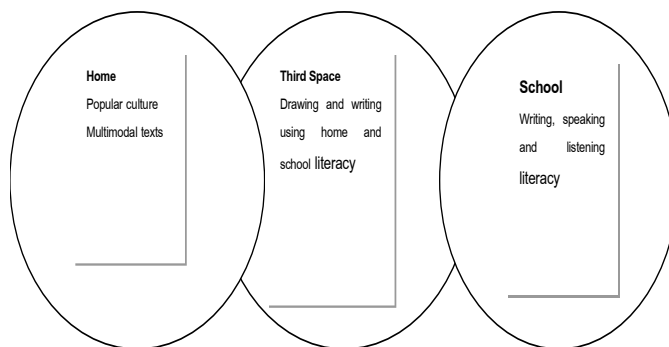 Home
Popular culture
Multimodal texts
Third Space
Drawing and writing
using home and
school literacy
School
Writing, speaking
and listening
literacy